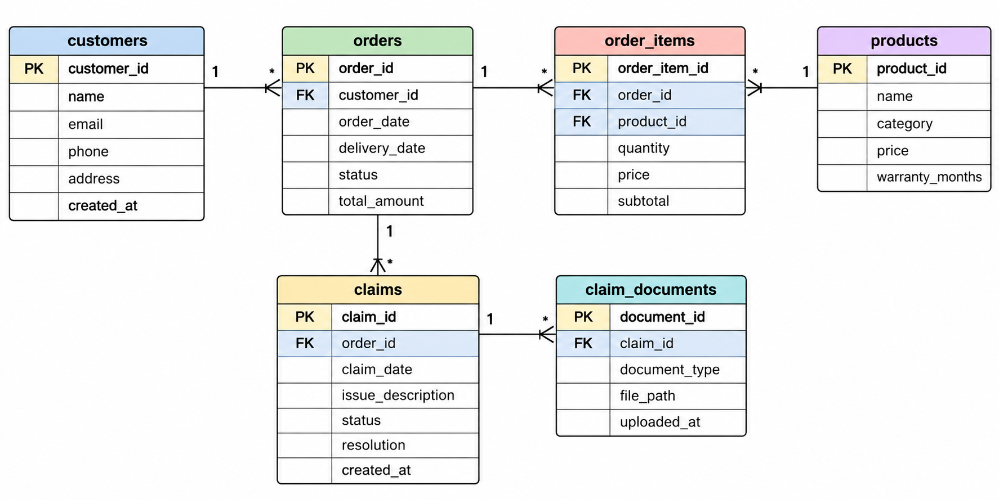 customers
PK customer_id
name
email
phone
address
created_at
1 *
orders
PK order_id
FK customer_id
order_date
delivery_date
status
total_amount
1 *
order_items
PK order_item_id
FK order_id
FK product_id
quantity
price
subtotal
* 1
products
PK product_id
name
category
price
warranty_months
1
*
claims
PK claim_id
FK order_id
claim_date
issue_description
status
resolution
created_at
1 *
claim_documents
PK document_id
FK claim_id
document_type
file_path
uploaded_at